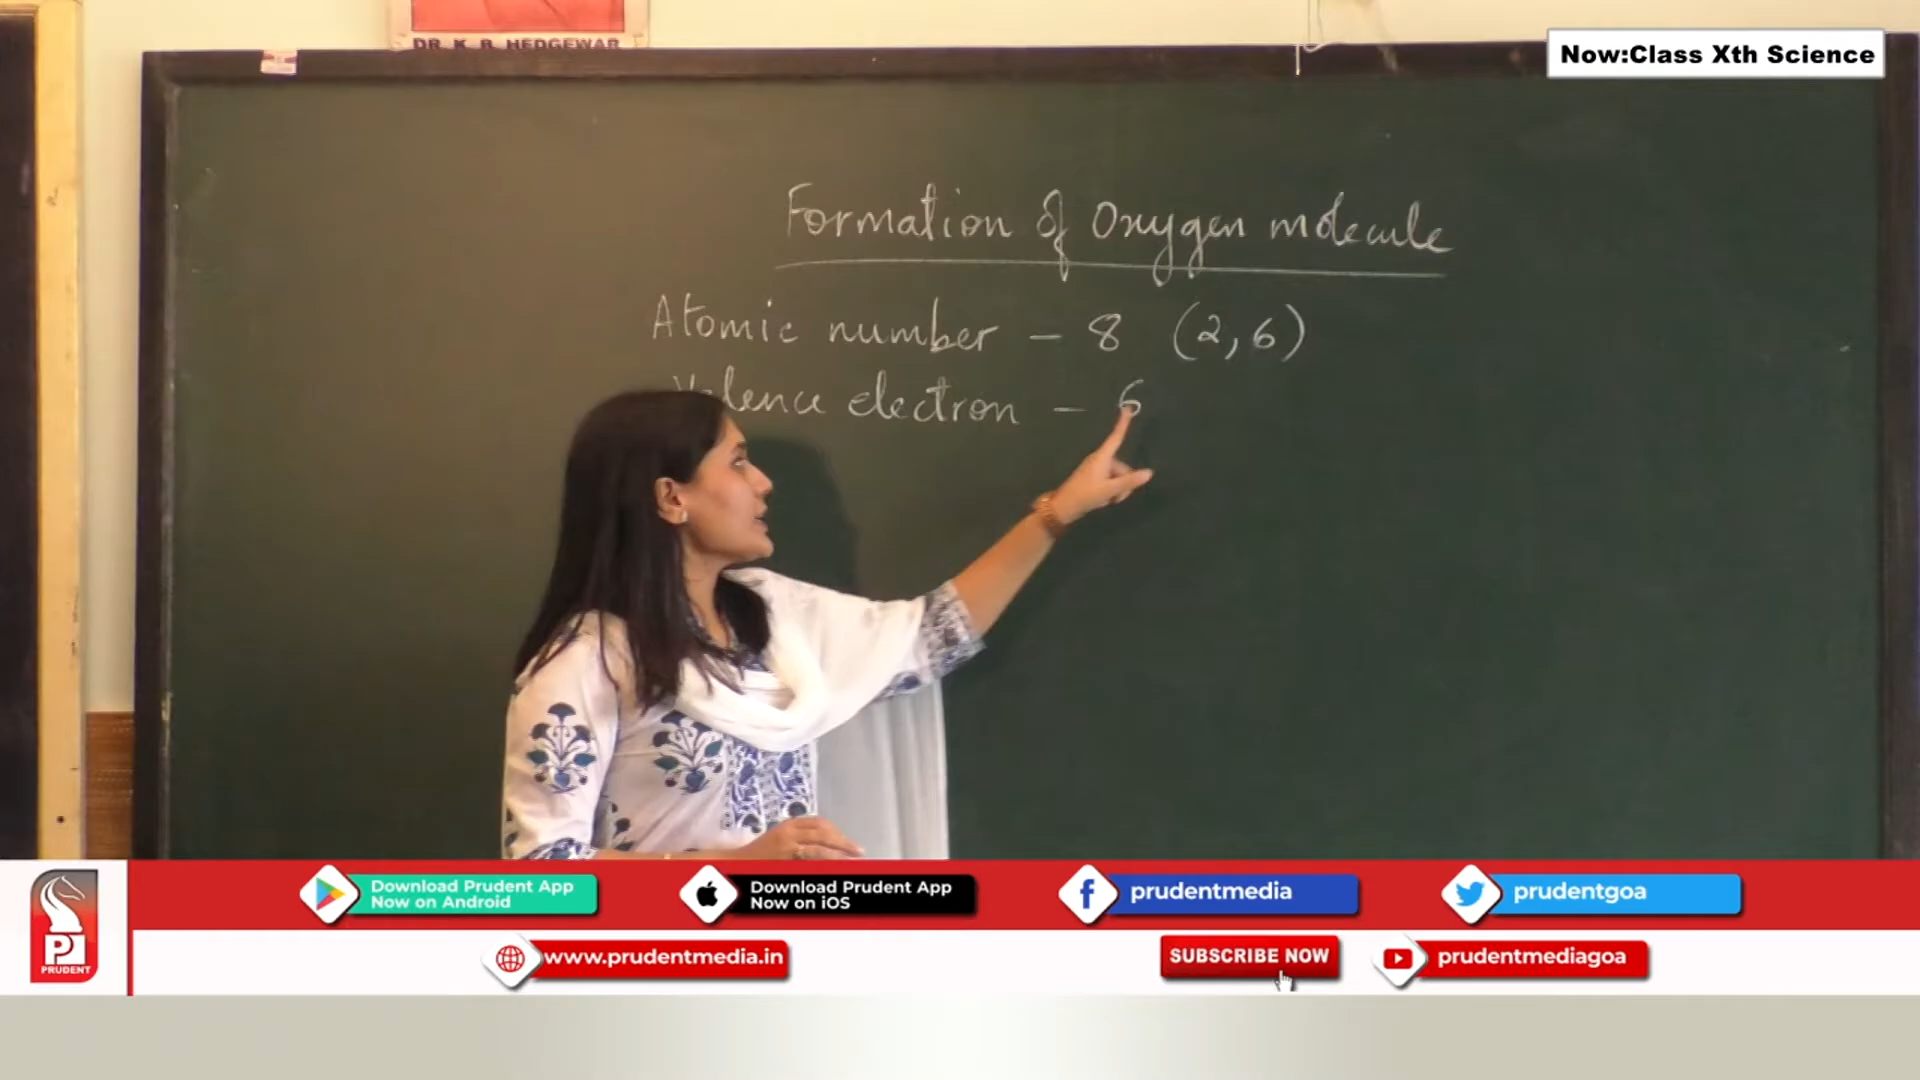 DR. K. B. HEDGEWAR
Now:Class Xth Science
Formation of Oxygen molecule
Atomic number - 8 (2, 6)
Valence electron - 6
Download Prudent App
Now on Android
Download Prudent App
Now on iOS
prudentmedia
prudentgoa
PRUDENT
www.prudentmedia.in
SUBSCRIBE NOW
prudentmediagoa